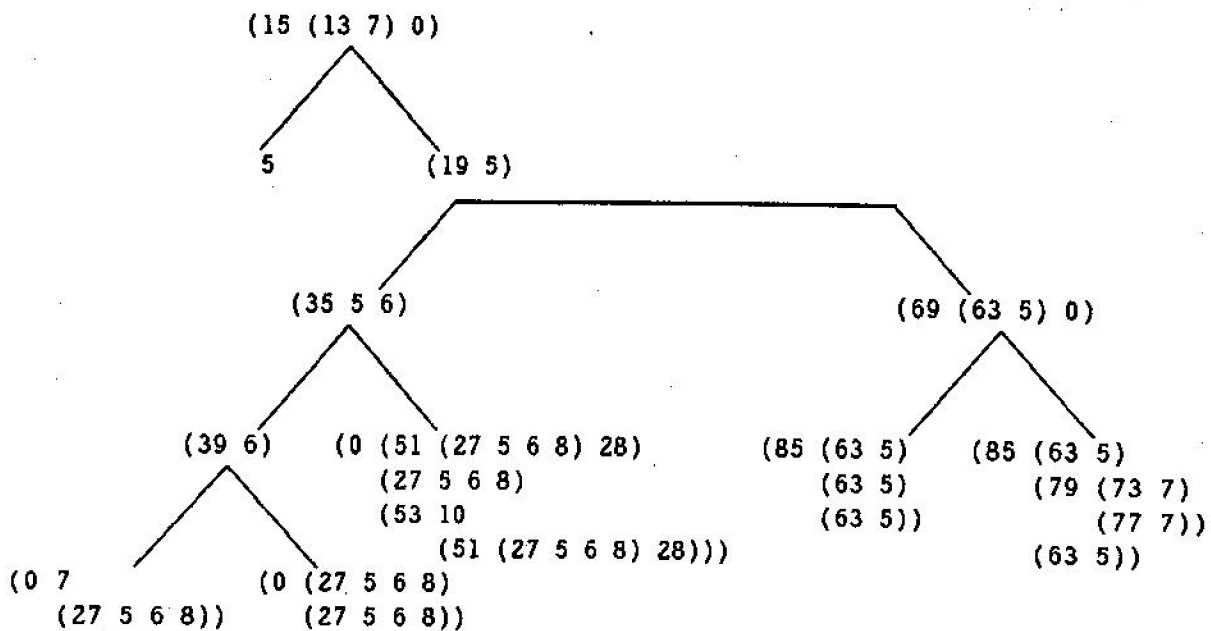 (15 (13 7) 0)
5 (19 5)
(35 5 6) (69 (63 5) 0)
(39 6) (0 (51 (27 5 6 8) 28) (85 (63 5) (85 (63 5)
(27 5 6 8) (63 5) (79 (73 7)
(53 10 (63 5)) (77 7))
(51 (27 5 6 8) 28))) (63 5))
(0 7 (0 (27 5 6 8)
(27 5 6 8)) (27 5 6 8))